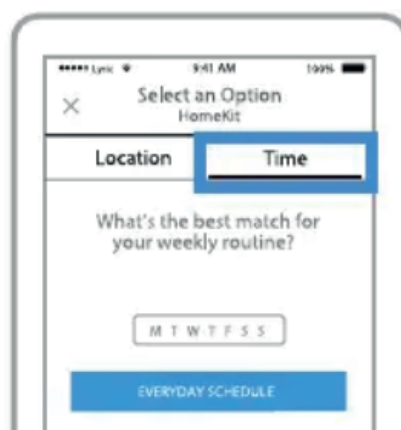 ••••• Lyric 9:41 AM 100%
× Select an Option
HomeKit
Location Time
What's the best match for
your weekly routine?
M T W T F S S
EVERYDAY SCHEDULE